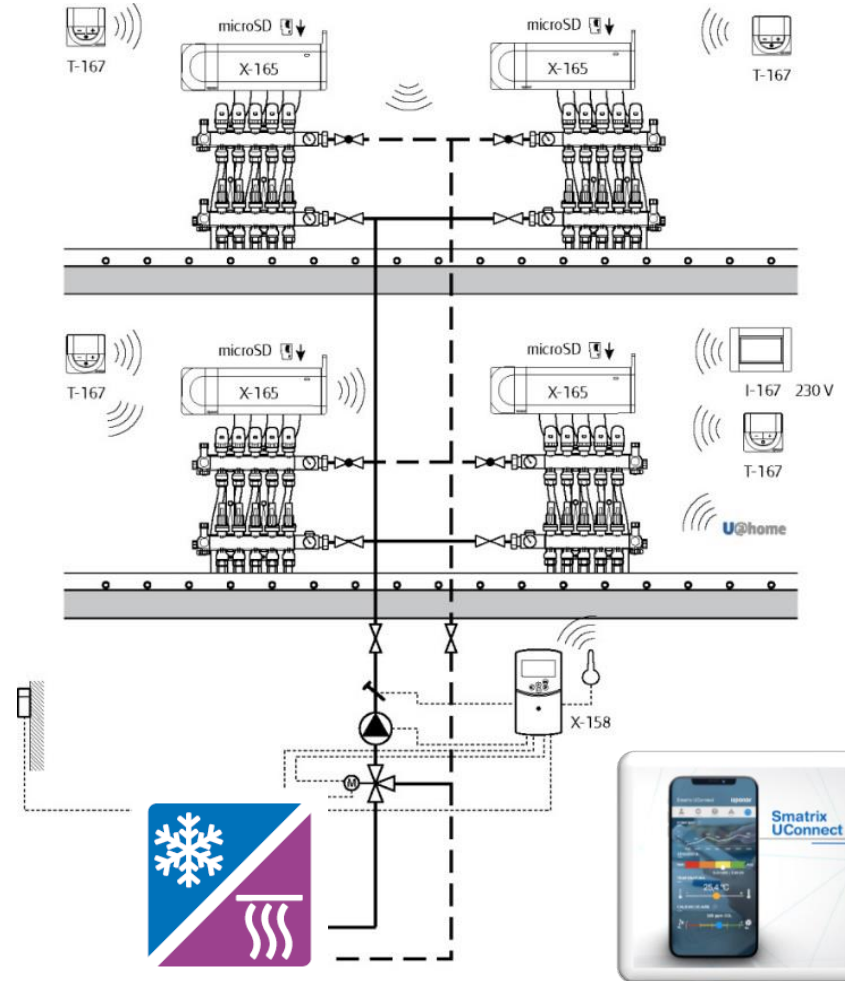 microSD
microSD
T-167
X-165
X-165
T-167
microSD
microSD
T-167
X-165
X-165
I-167 230 V
T-167
U@home
X-158
M
Smatrix
UConnect
uponor
25,4 °C